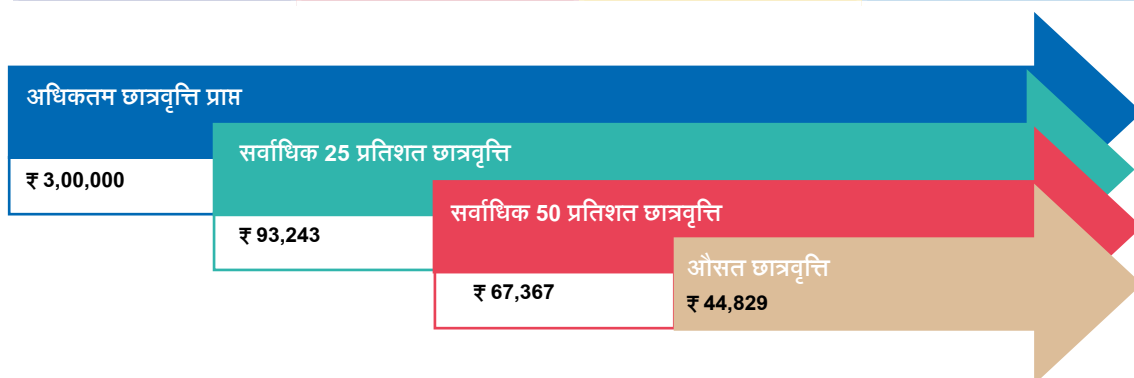 अधिकतम छात्रवृत्ति प्राप्त
₹ 3,00,000
सर्वाधिक 25 प्रतिशत छात्रवृत्ति
₹ 93,243
सर्वाधिक 50 प्रतिशत छात्रवृत्ति
₹ 67,367
औसत छात्रवृत्ति
₹ 44,829